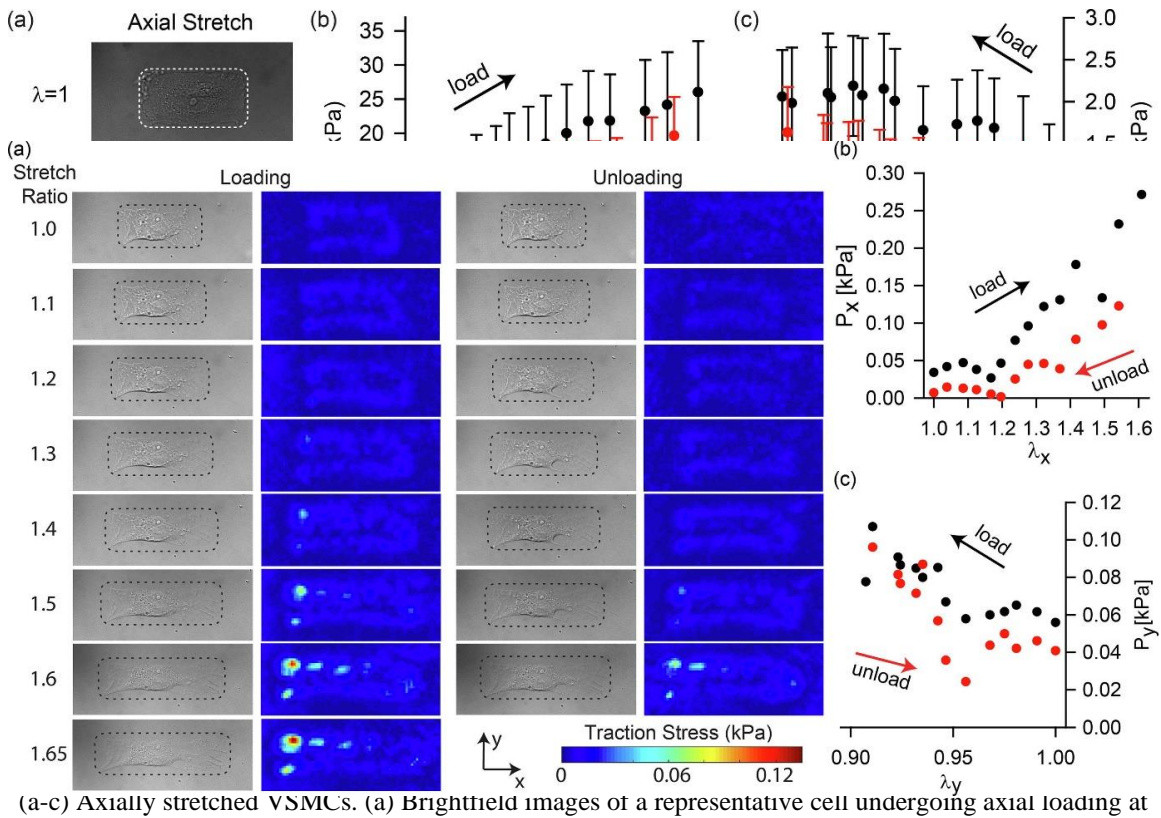 (a) Axial Stretch
λ=1
(b)
35
30
25
20
kPa)
load
(c)
load
3.0
2.5
2.0
1.5
kPa)
(a)
Stretch Ratio
Loading
Unloading
1.0
1.1
1.2
1.3
1.4
1.5
1.6
1.65
y
x
Traction Stress (kPa)
0 0.06 0.12
(b)
0.30
0.25
0.20
0.15
0.10
0.05
0.00
Px [kPa]
load
unload
1.0 1.1 1.2 1.3 1.4 1.5 1.6
λx
(c)
0.12
0.10
0.08
0.06
0.04
0.02
0.00
Py[kPa]
load
unload
0.90 0.95 1.00
λy
(a-c) Axially stretched VSMCs. (a) Brightfield images of a representative cell undergoing axial loading at